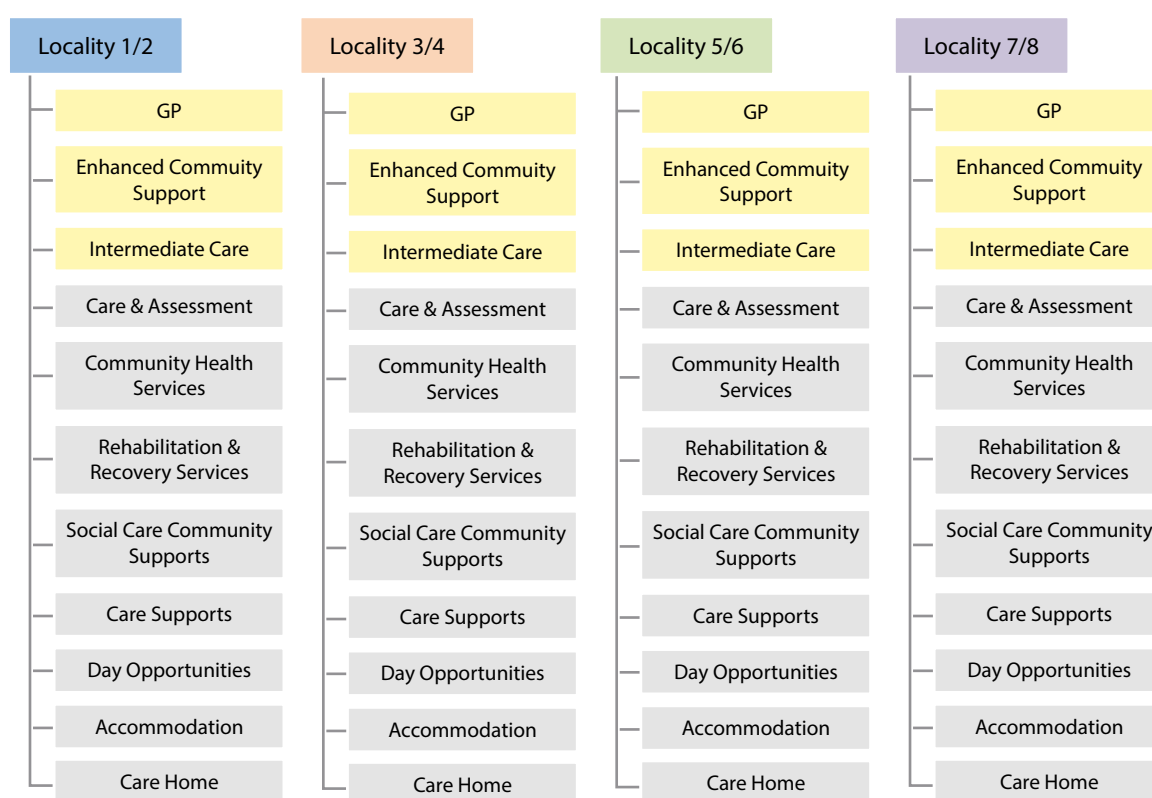 Locality 1/2
GP
Enhanced Commuity
Support
Intermediate Care
Care & Assessment
Community Health
Services
Rehabilitation &
Recovery Services
Social Care Community
Supports
Care Supports
Day Opportunities
Accommodation
Care Home
Locality 3/4
GP
Enhanced Commuity
Support
Intermediate Care
Care & Assessment
Community Health
Services
Rehabilitation &
Recovery Services
Social Care Community
Supports
Care Supports
Day Opportunities
Accommodation
Care Home
Locality 5/6
GP
Enhanced Commuity
Support
Intermediate Care
Care & Assessment
Community Health
Services
Rehabilitation &
Recovery Services
Social Care Community
Supports
Care Supports
Day Opportunities
Accommodation
Care Home
Locality 7/8
GP
Enhanced Commuity
Support
Intermediate Care
Care & Assessment
Community Health
Services
Rehabilitation &
Recovery Services
Social Care Community
Supports
Care Supports
Day Opportunities
Accommodation
Care Home